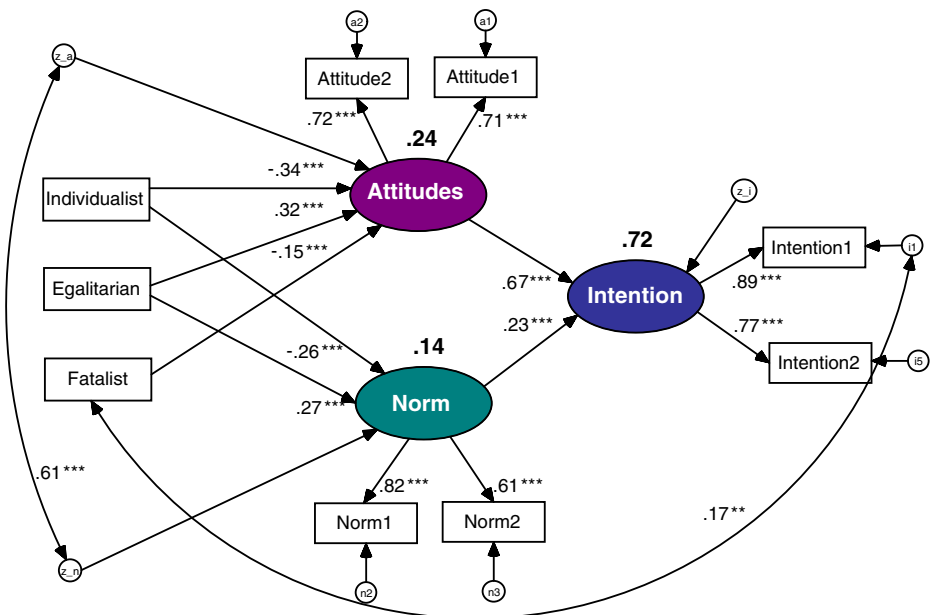 a2
a1
z_a
Attitude2
Attitude1
.72***
.71***
.24
-.34***
Attitudes
Individualist
.32***
-.15***
z_i
.72
Intention1
i1
Egalitarian
.67***
Intention
.89***
.23***
.77***
-.26***
.14
Intention2
i5
Fatalist
.27***
Norm
.61***
.82***
.61***
Norm1
Norm2
.17**
z_n
n2
n3